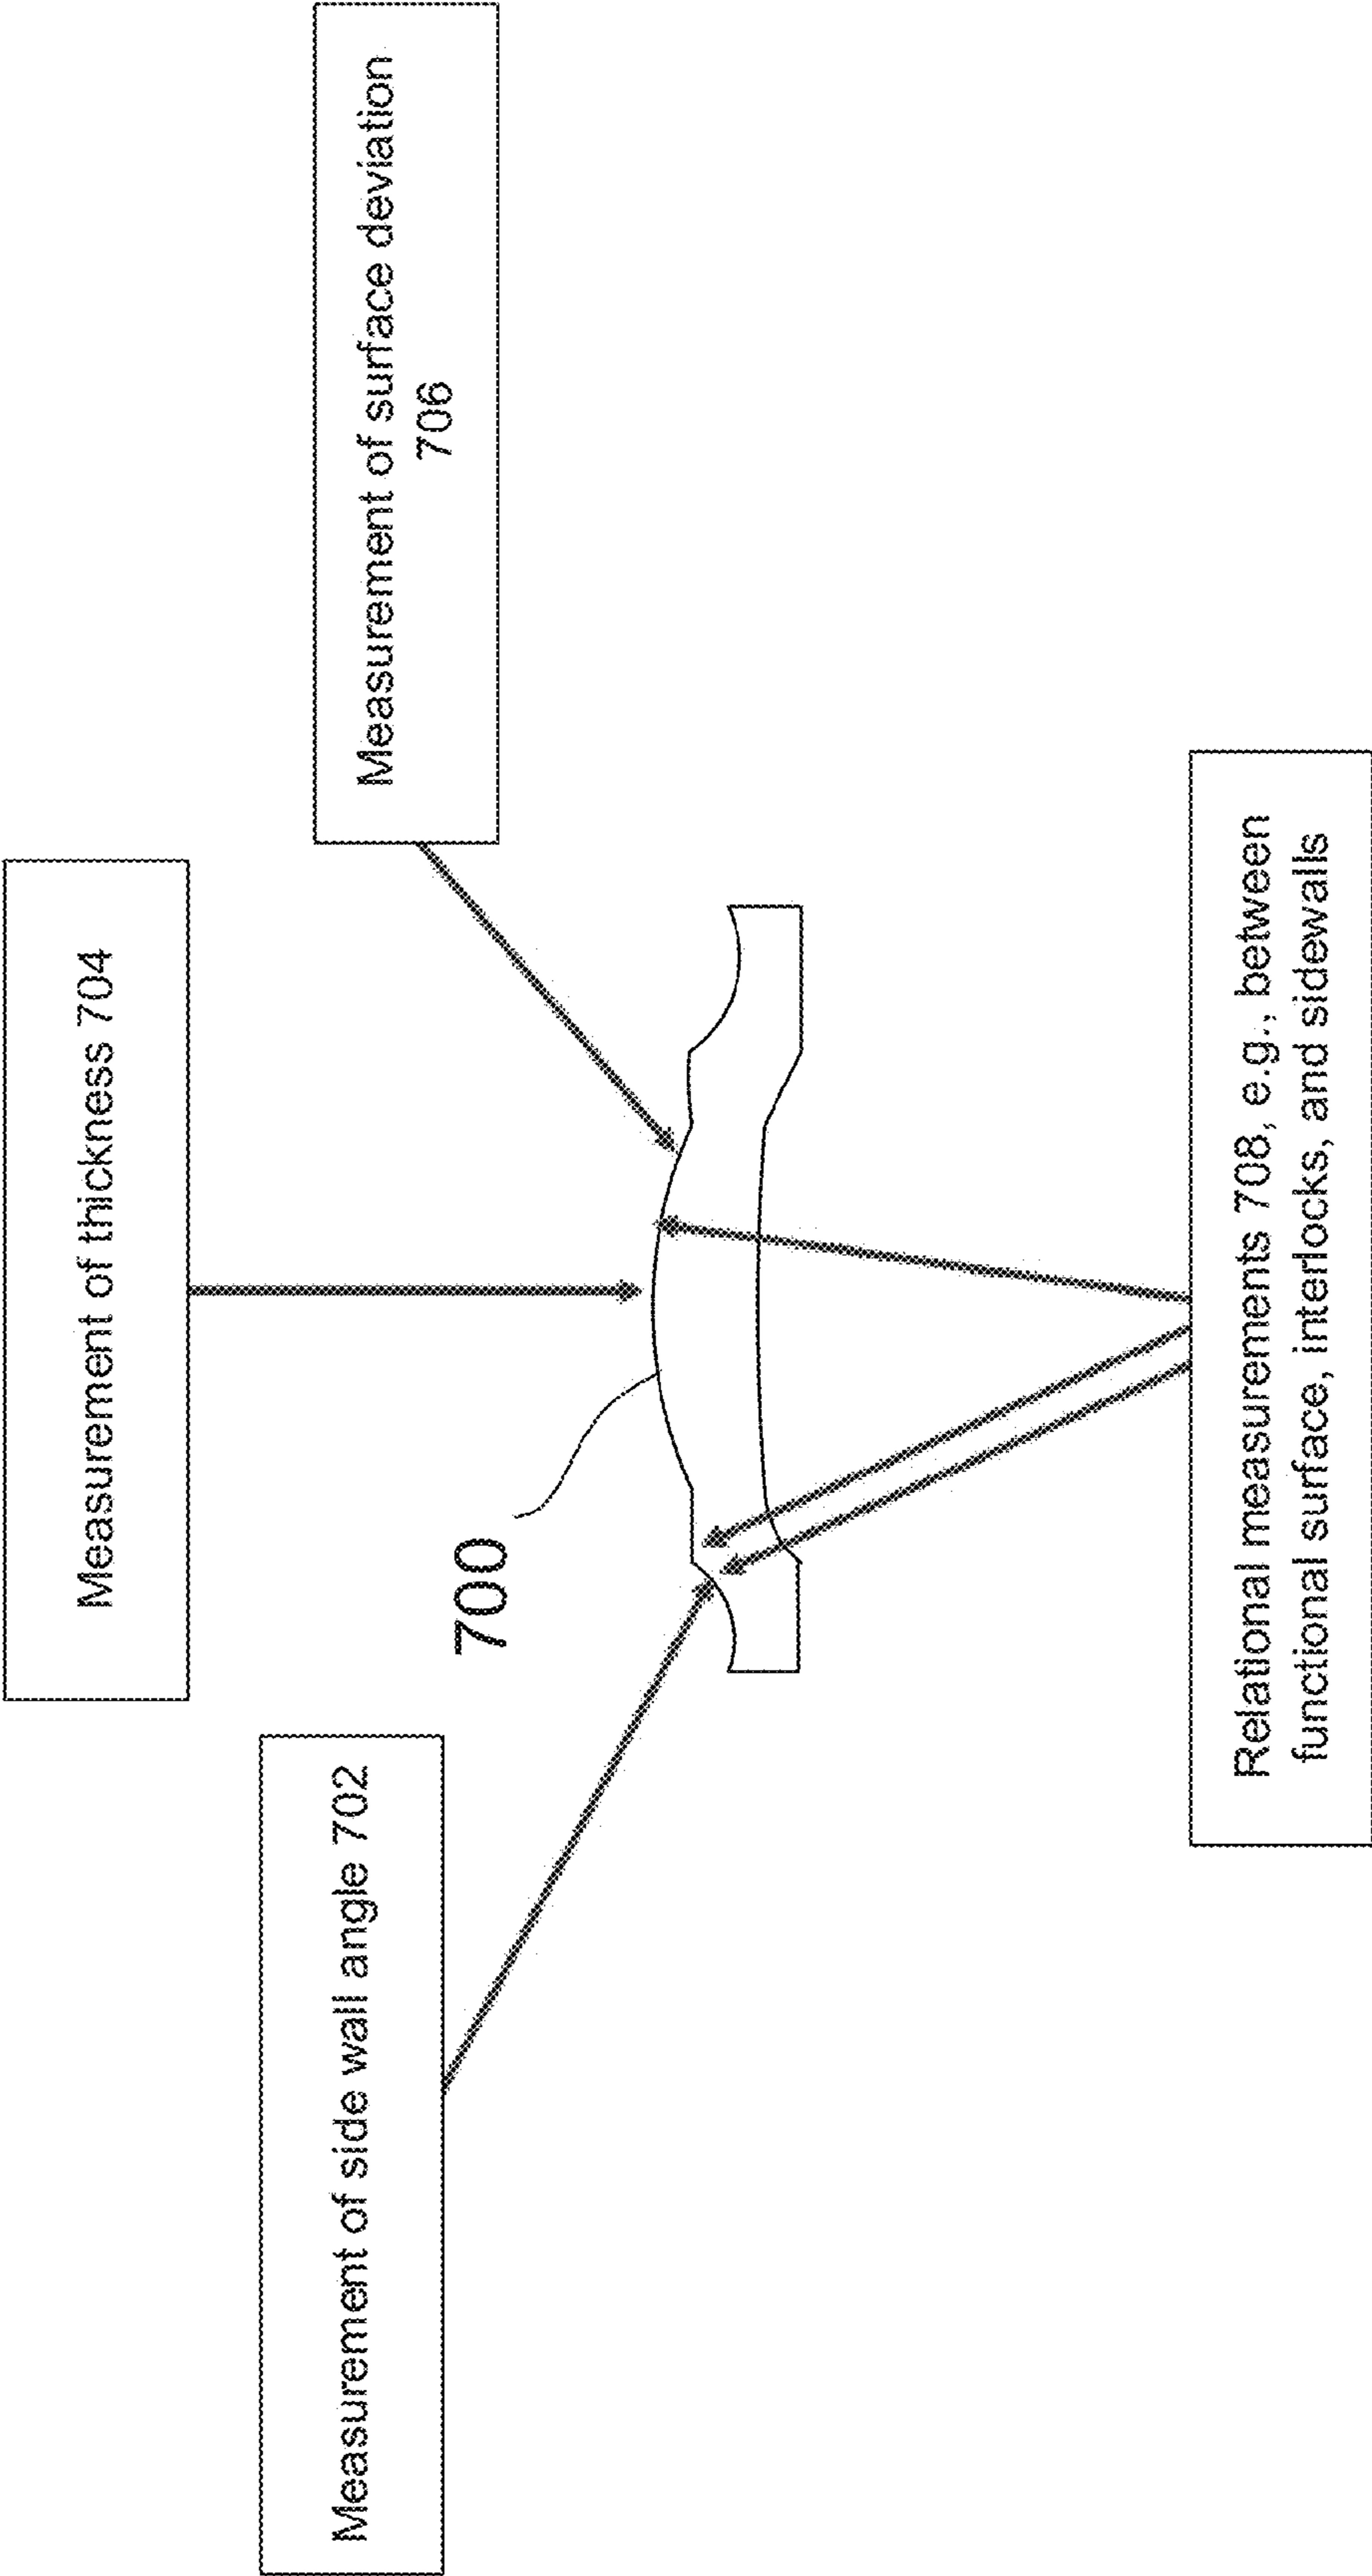 Measurement of thickness 704
Measurement of side wall angle 702
Measurement of surface deviation
706
700
Relational measurements 708, e.g., between
functional surface, interlocks, and sidewalls